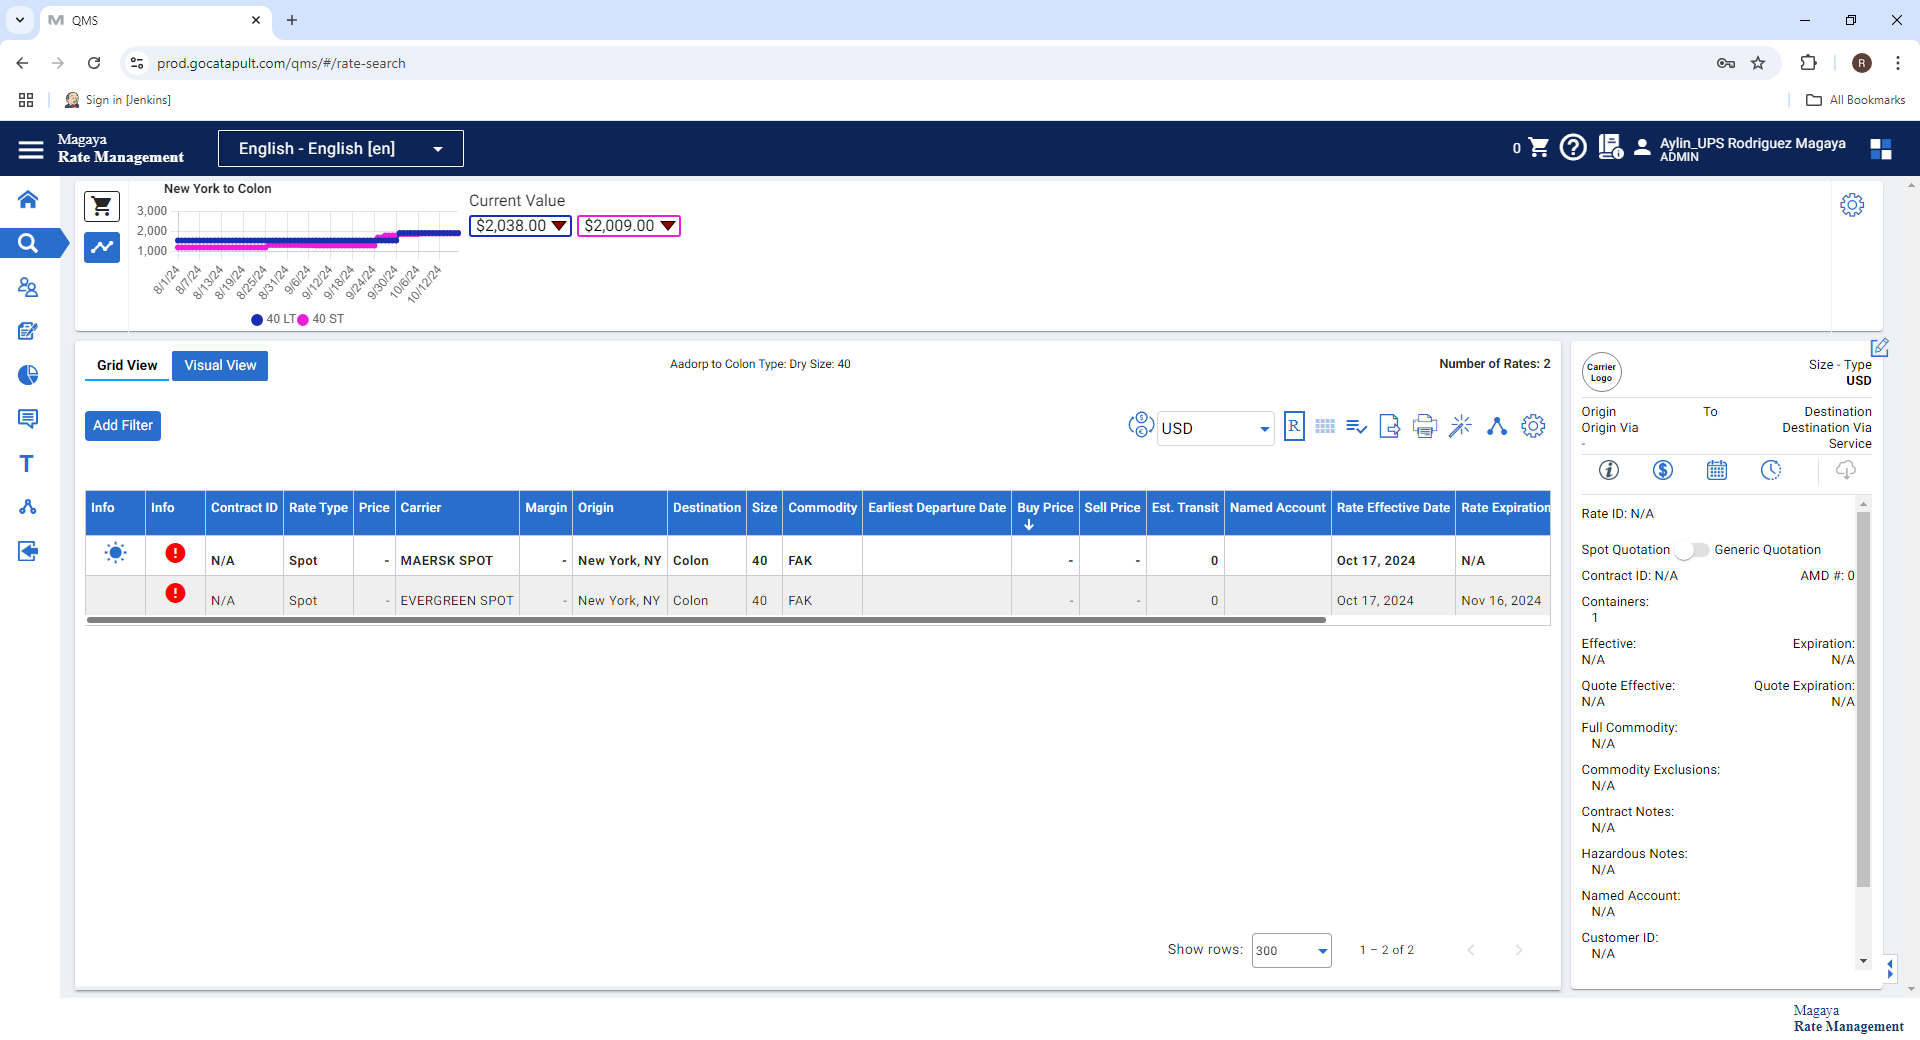 QMS
prod.gocatapult.com/qms/#/rate-search
R
Sign in [Jenkins]
All Bookmarks
Magaya
Rate Management
English - English [en]
0
Aylin_UPS Rodriguez Magaya
ADMIN
New York to Colon
3,000
2,000
1,000
8/1/24
8/7/24
8/13/24
8/19/24
8/25/24
8/31/24
9/6/24
9/12/24
9/18/24
9/24/24
9/30/24
10/6/24
10/12/24
40 LT 40 ST
Current Value
$2,038.00 $2,009.00
Grid View Visual View
Aadorp to Colon Type: Dry Size: 40
Number of Rates: 2
Add Filter
USD
R
Info Info Contract ID Rate Type Price Carrier Margin Origin Destination Size Commodity Earliest Departure Date Buy Price Sell Price Est. Transit Named Account Rate Effective Date Rate Expiration
N/A Spot - MAERSK SPOT - New York, NY Colon 40 FAK - - 0 Oct 17, 2024 N/A
N/A Spot - EVERGREEN SPOT - New York, NY Colon 40 FAK - - 0 Oct 17, 2024 Nov 16, 2024
Show rows: 300 1 – 2 of 2
Carrier
Logo
Size - Type
USD
Origin To Destination
Origin Via Destination Via
- Service
Rate ID: N/A
Spot Quotation Generic Quotation
Contract ID: N/A AMD #: 0
Containers:
1
Effective: Expiration:
N/A N/A
Quote Effective: Quote Expiration:
N/A N/A
Full Commodity:
N/A
Commodity Exclusions:
N/A
Contract Notes:
N/A
Hazardous Notes:
N/A
Named Account:
N/A
Customer ID:
N/A
Magaya
Rate Management